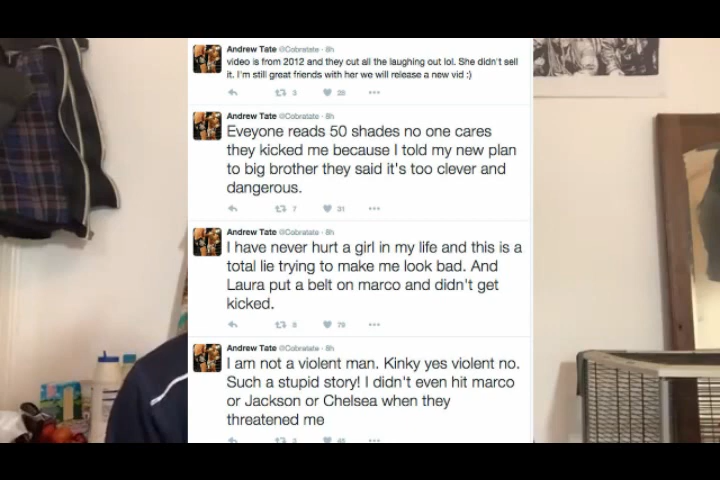 Andrew Tate @Cobratate · 8h
video is from 2012 and they cut all the laughing out lol. She didn't sell
it. I'm still great friends with her we will release a new vid :)
3 28
Andrew Tate @Cobratate · 8h
Eveyone reads 50 shades no one cares
they kicked me because I told my new plan
to big brother they said it's too clever and
dangerous.
7 31
Andrew Tate @Cobratate · 8h
I have never hurt a girl in my life and this is a
total lie trying to make me look bad. And
Laura put a belt on marco and didn't get
kicked.
8 79
Andrew Tate @Cobratate · 8h
I am not a violent man. Kinky yes violent no.
Such a stupid story! I didn't even hit marco
or Jackson or Chelsea when they
threatened me